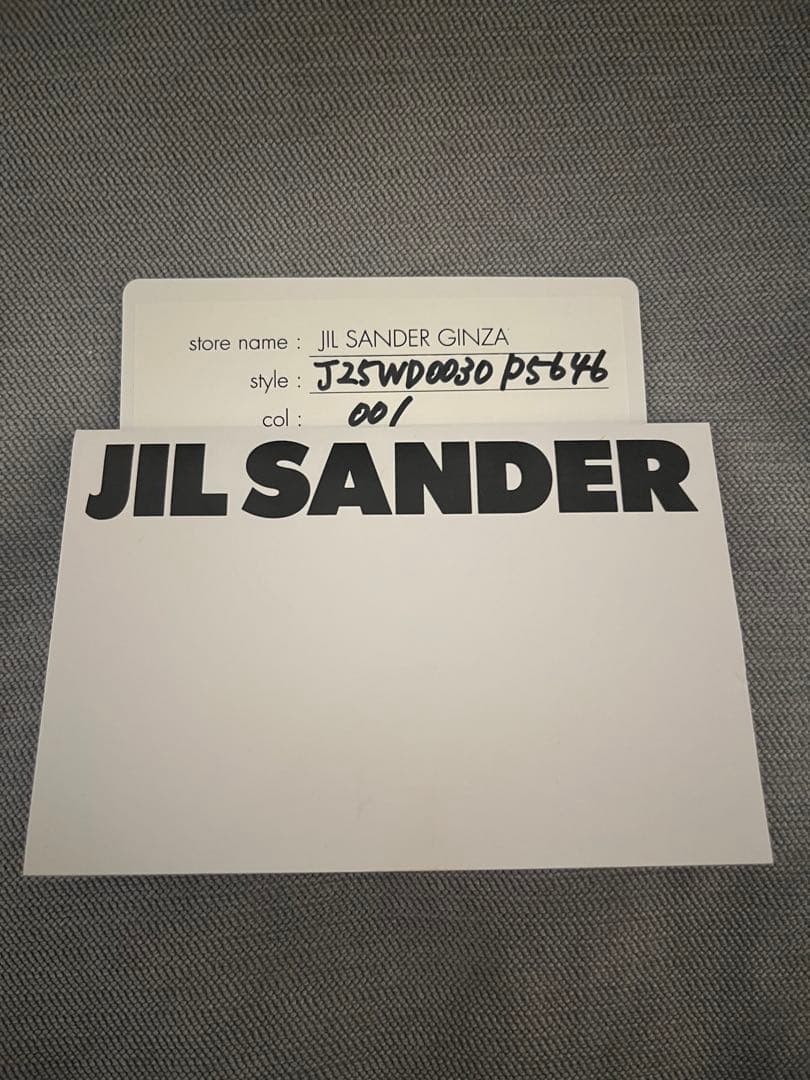 store name : JIL SANDER GINZA
style : J25WD0030 P5646
col : 001
JIL SANDER